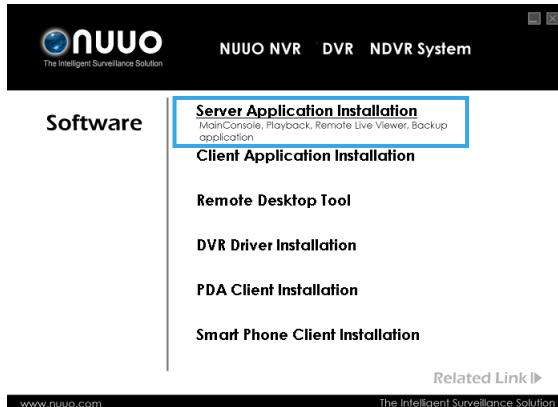 NUUO
The Intelligent Surveillance Solution
NUUO NVR DVR NDVR System
Software
Server Application Installation
MainConsole, Playback, Remote Live Viewer, Backup
application
Client Application Installation
Remote Desktop Tool
DVR Driver Installation
PDA Client Installation
Smart Phone Client Installation
Related Link
www.nuuo.com
The Intelligent Surveillance Solution